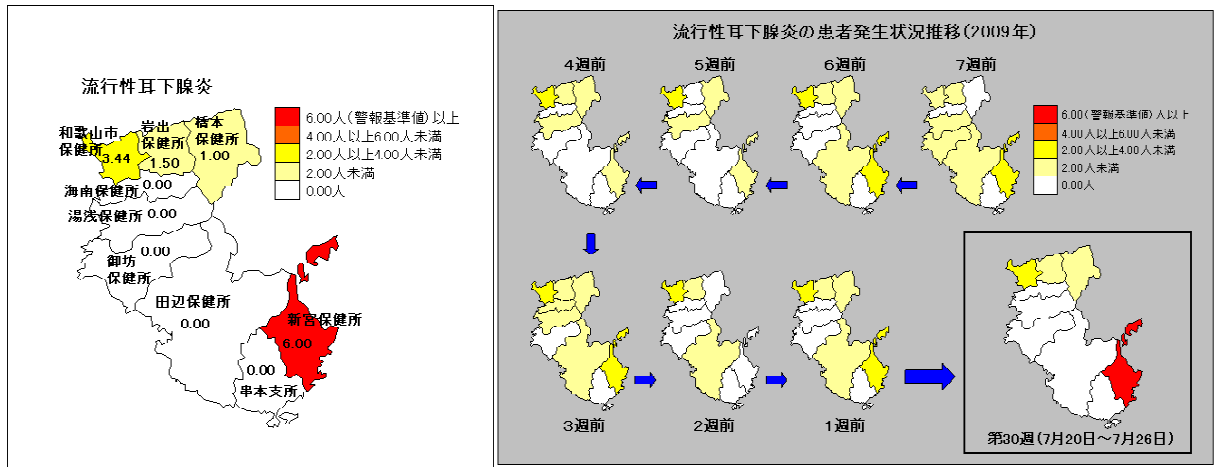 流行性耳下腺炎
和歌山市
保健所
3.44
岩出
保健所
1.50
橋本
保健所
1.00
0.00
海南保健所
湯浅保健所
0.00
0.00
御坊
保健所
田辺保健所
0.00
新宮保健所
6.00
0.00
串本支所
6.00人(警報基準値)以上
4.00人以上6.00人未満
2.00人以上4.00人未満
2.00人未満
0.00人
流行性耳下腺炎の患者発生状況推移(2009年)
4週前
5週前
6週前
7週前
6.00(警報基準値)人以上
4.00人以上6.00人未満
2.00人以上4.00人未満
2.00人未満
0.00人
3週前
2週前
1週前
第30週(7月20日~7月26日)